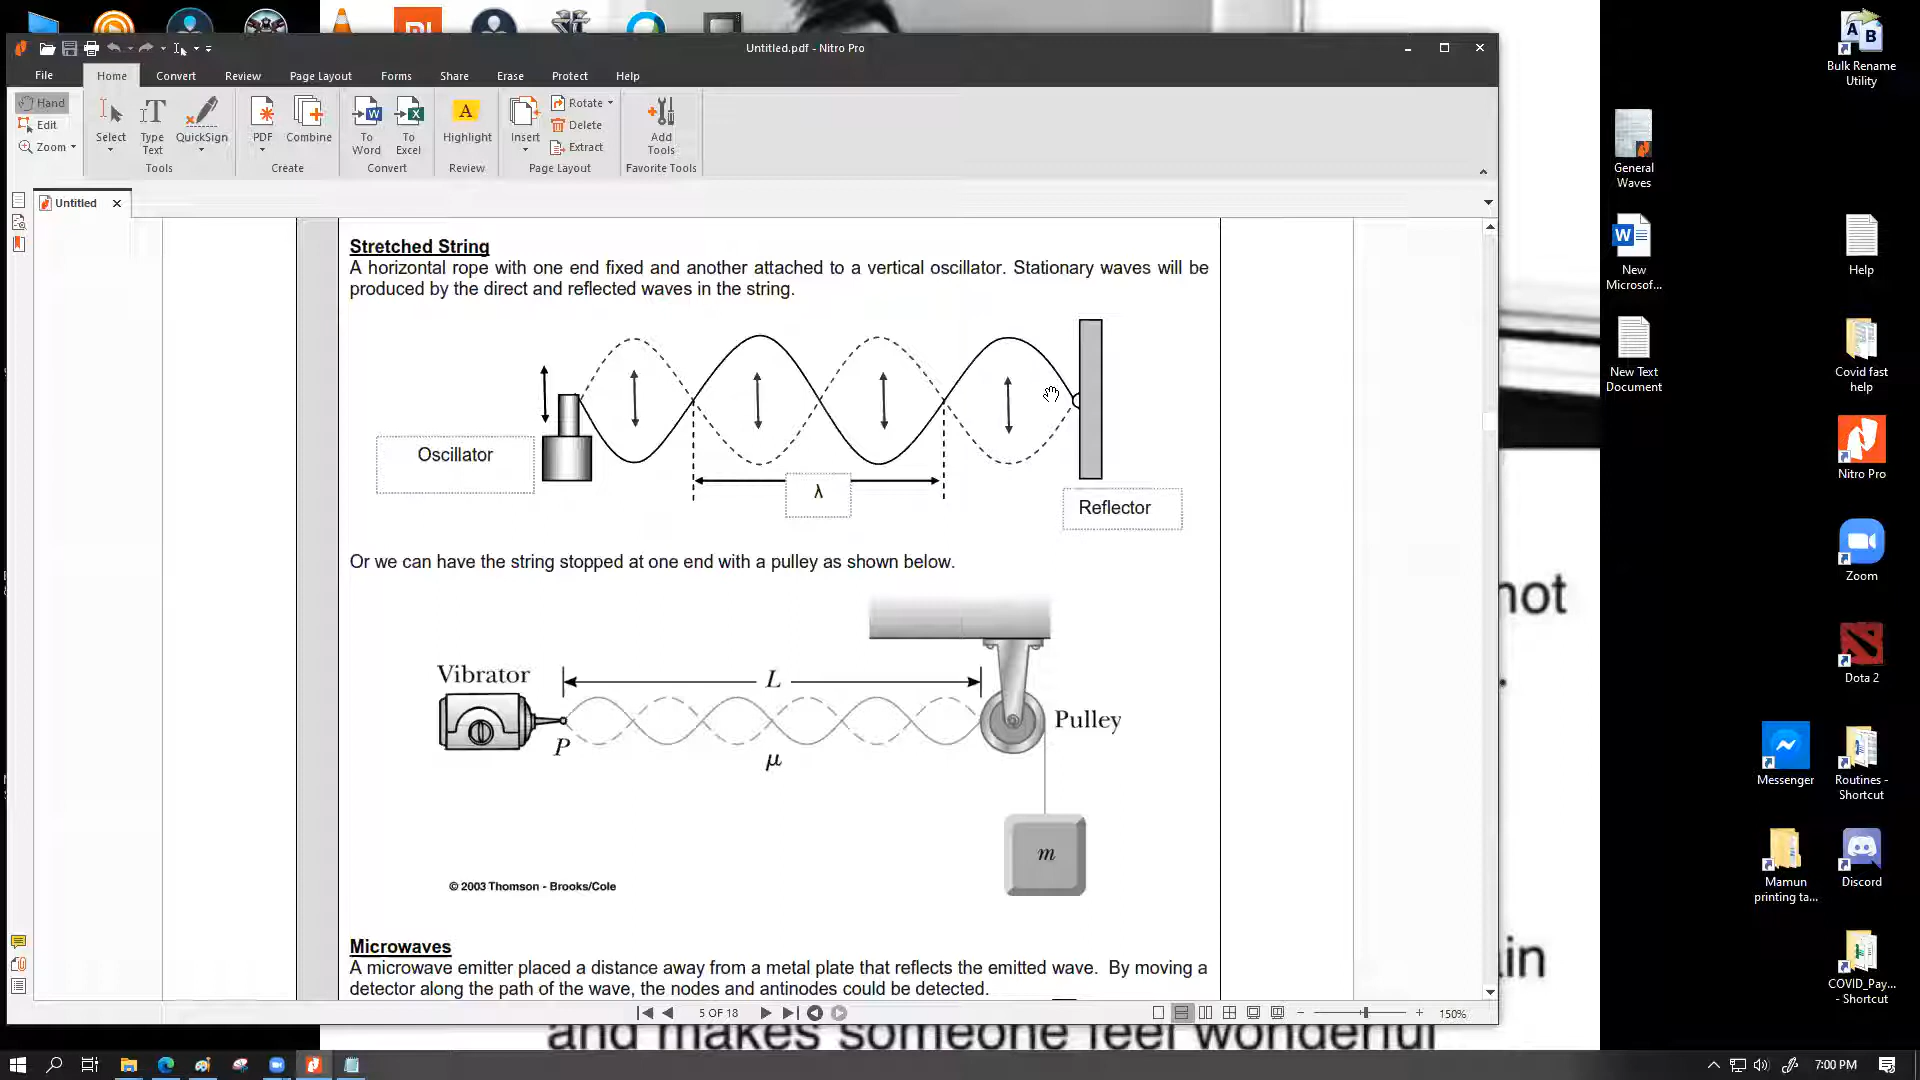 Untitled.pdf - Nitro Pro
File Home Convert Review Page Layout Forms Share Erase Protect Help
Hand
Edit
Zoom
Select
Type Text
QuickSign
Tools
PDF
Combine
Create
To Word
To Excel
Convert
Highlight
Review
Insert
Rotate
Delete
Extract
Page Layout
Add Tools
Favorite Tools
Untitled
Stretched String
A horizontal rope with one end fixed and another attached to a vertical oscillator. Stationary waves will be
produced by the direct and reflected waves in the string.
Oscillator
λ
Reflector
Or we can have the string stopped at one end with a pulley as shown below.
Vibrator
L
P
μ
Pulley
m
© 2003 Thomson - Brooks/Cole
Microwaves
A microwave emitter placed a distance away from a metal plate that reflects the emitted wave. By moving a
detector along the path of the wave, the nodes and antinodes could be detected.
5 OF 18
150%
and makes someone feel wonderful
Bulk Rename
Utility
General
Waves
New
Microsof...
Help
New Text
Document
Covid fast
help
Nitro Pro
Zoom
Dota 2
Messenger
Routines -
Shortcut
Mamun
printing ta...
Discord
COVID_Pay...
- Shortcut
7:00 PM